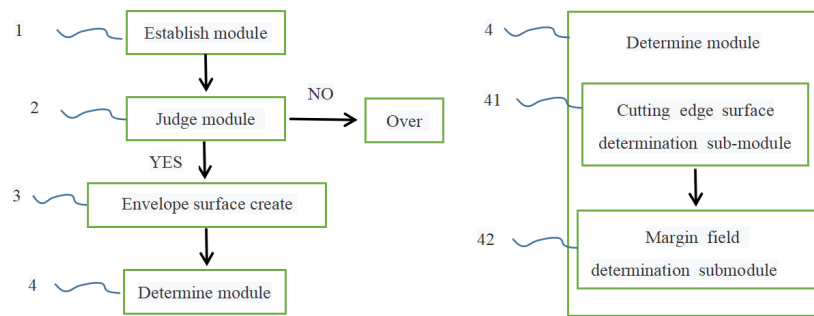 1
Establish module
2
Judge module
NO
Over
YES
3
Envelope surface create
4
Determine module
4
Determine module
41
Cutting edge surface
determination sub-module
42
Margin field
determination submodule